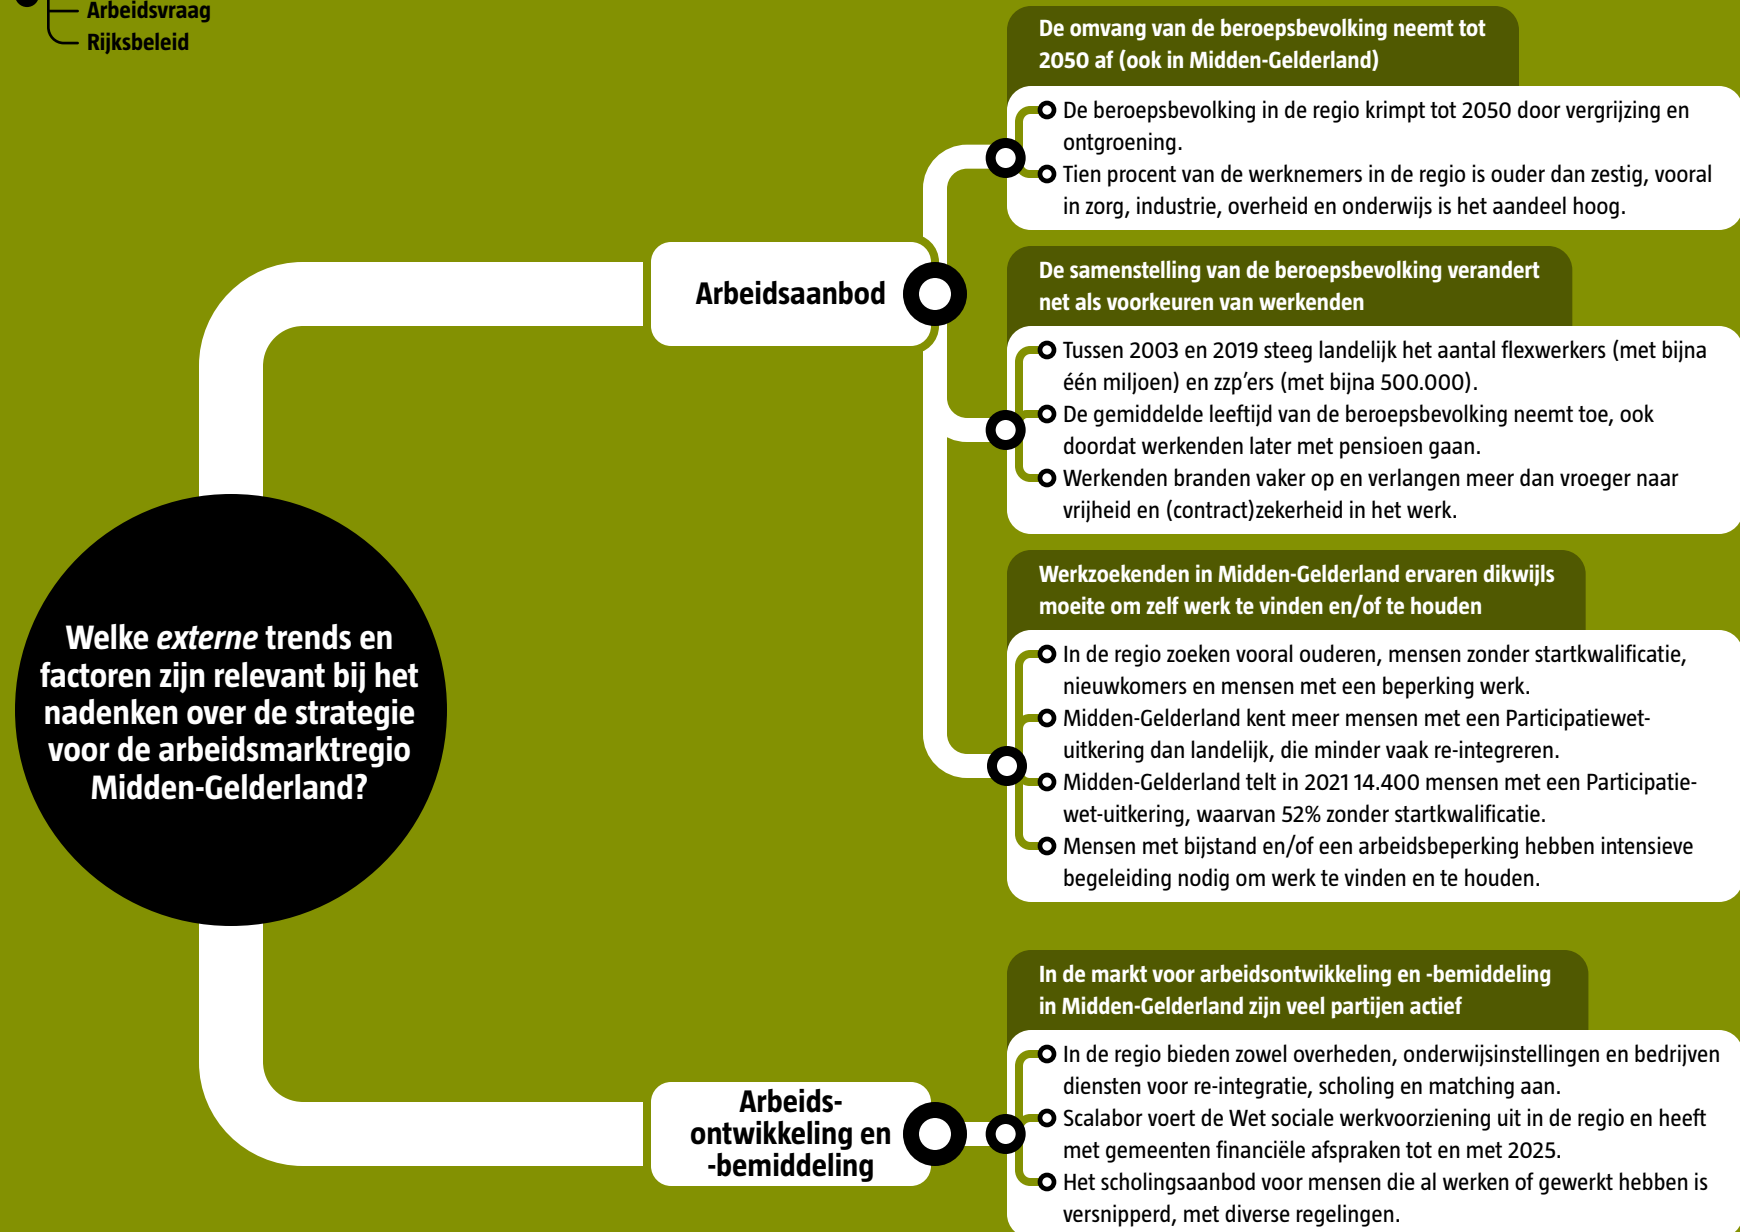 Arbeidsvraag
Rijksbeleid
Welke externe trends en
factoren zijn relevant bij het
nadenken over de strategie
voor de arbeidsmarktregio
Midden-Gelderland?
Arbeidsaanbod
De omvang van de beroepsbevolking neemt tot
2050 af (ook in Midden-Gelderland)
De beroepsbevolking in de regio krimpt tot 2050 door vergrijzing en
ontgroening.
Tien procent van de werknemers in de regio is ouder dan zestig, vooral
in zorg, industrie, overheid en onderwijs is het aandeel hoog.
De samenstelling van de beroepsbevolking verandert
net als voorkeuren van werkenden
Tussen 2003 en 2019 steeg landelijk het aantal flexwerkers (met bijna
één miljoen) en zzp’ers (met bijna 500.000).
De gemiddelde leeftijd van de beroepsbevolking neemt toe, ook
doordat werkenden later met pensioen gaan.
Werkenden branden vaker op en verlangen meer dan vroeger naar
vrijheid en (contract)zekerheid in het werk.
Werkzoekenden in Midden-Gelderland ervaren dikwijls
moeite om zelf werk te vinden en/of te houden
In de regio zoeken vooral ouderen, mensen zonder startkwalificatie,
nieuwkomers en mensen met een beperking werk.
Midden-Gelderland kent meer mensen met een Participatiewet-
uitkering dan landelijk, die minder vaak re-integreren.
Midden-Gelderland telt in 2021 14.400 mensen met een Participatie-
wet-uitkering, waarvan 52% zonder startkwalificatie.
Mensen met bijstand en/of een arbeidsbeperking hebben intensieve
begeleiding nodig om werk te vinden en te houden.
Arbeids-
ontwikkeling en
-bemiddeling
In de markt voor arbeidsontwikkeling en -bemiddeling
in Midden-Gelderland zijn veel partijen actief
In de regio bieden zowel overheden, onderwijsinstellingen en bedrijven
diensten voor re-integratie, scholing en matching aan.
Scalabor voert de Wet sociale werkvoorziening uit in de regio en heeft
met gemeenten financiële afspraken tot en met 2025.
Het scholingsaanbod voor mensen die al werken of gewerkt hebben is
versnipperd, met diverse regelingen.